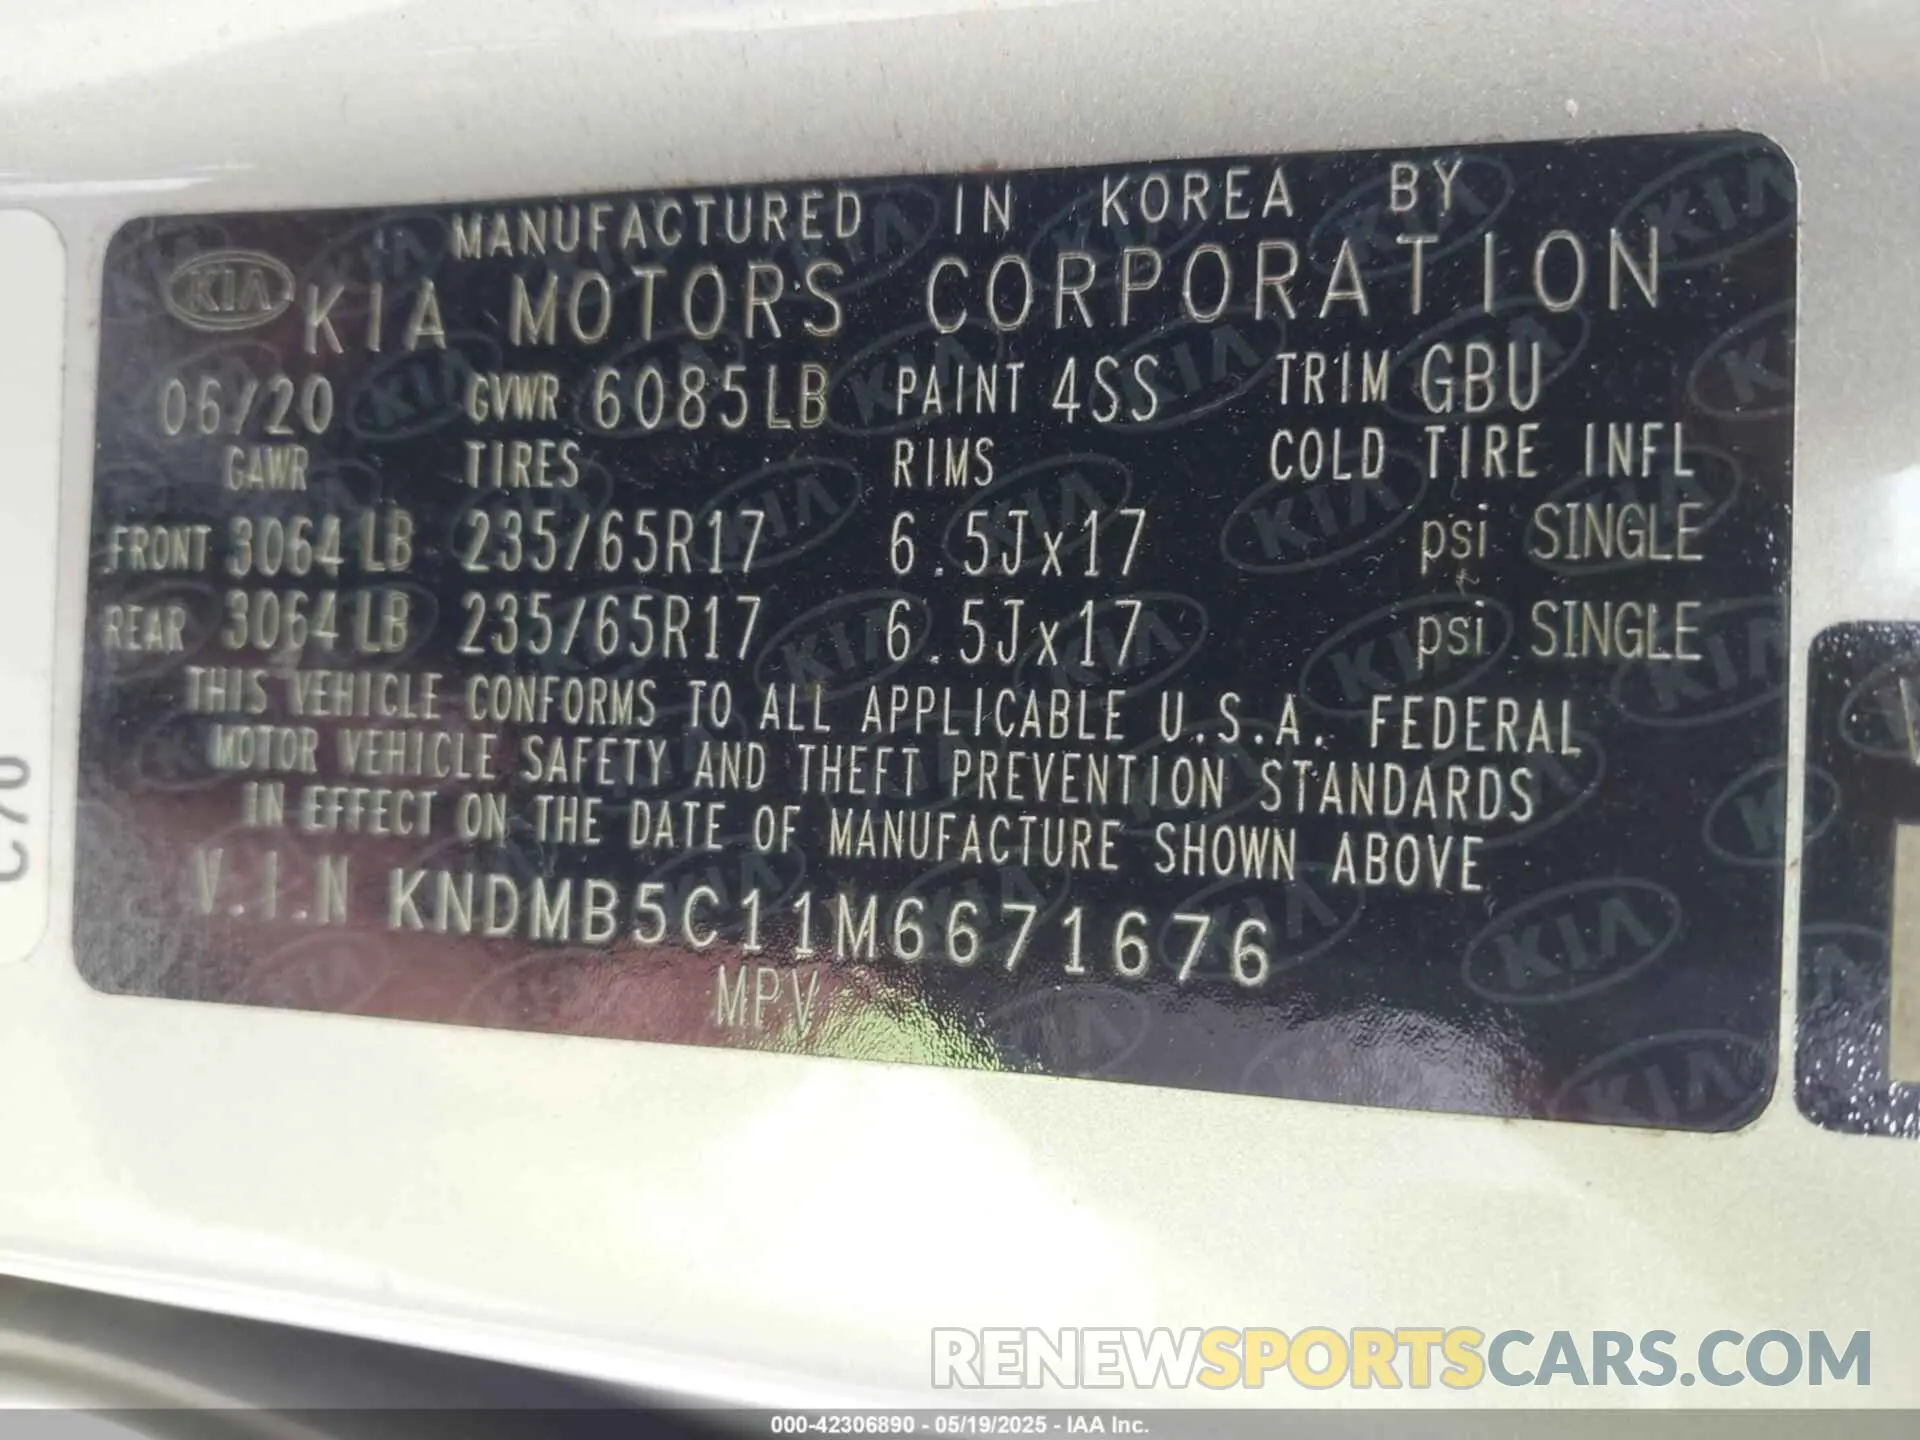 MANUFACTURED IN KOREA BY
KIA KIA MOTORS CORPORATION
06/20 GVWR 6085LB PAINT 4SS TRIM GBU
GAWR TIRES RIMS COLD TIRE INFL
FRONT 3064 LB 235/65R17 6.5Jx17 psi SINGLE
REAR 3064 LB 235/65R17 6.5Jx17 psi SINGLE
THIS VEHICLE CONFORMS TO ALL APPLICABLE U.S.A. FEDERAL
MOTOR VEHICLE SAFETY AND THEFT PREVENTION STANDARDS
IN EFFECT ON THE DATE OF MANUFACTURE SHOWN ABOVE
V.I.N KNDMB5C11M6671676
MPV
RENEWSPORTSCARS.COM
000-42306890 - 05/19/2025 - IAA Inc.